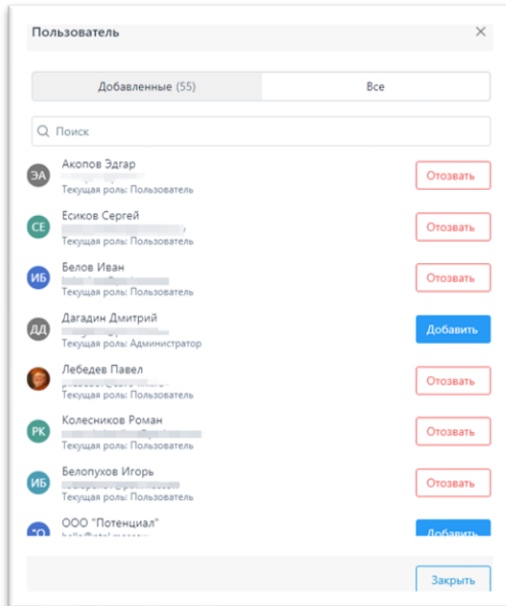 Пользователь
Добавленные (55)
Все
Поиск
ЭА
Акопов Эдгар
Текущая роль: Пользователь
Отозвать
СЕ
Есиков Сергей
Текущая роль: Пользователь
Отозвать
ИБ
Белов Иван
Текущая роль: Пользователь
Отозвать
ДД
Дагадин Дмитрий
Текущая роль: Администратор
Добавить
Лебедев Павел
Текущая роль: Пользователь
Отозвать
РК
Колесников Роман
Текущая роль: Пользователь
Отозвать
ИБ
Белопухов Игорь
Текущая роль: Пользователь
Отозвать
"О
ООО "Потенциал"
Добавить
Закрыть